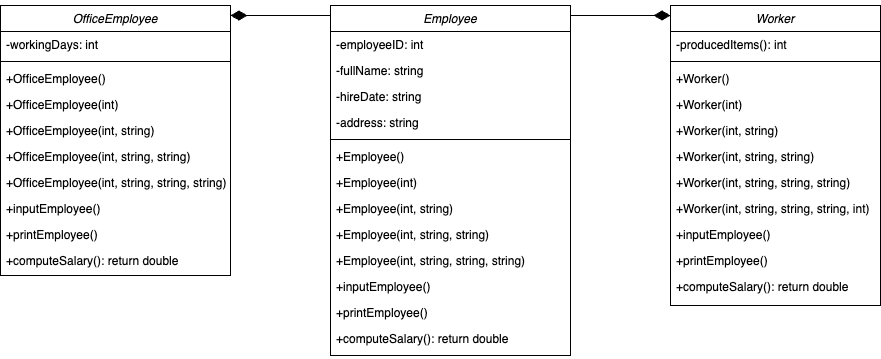 OfficeEmployee
-workingDays: int
+OfficeEmployee()
+OfficeEmployee(int)
+OfficeEmployee(int, string)
+OfficeEmployee(int, string, string)
+OfficeEmployee(int, string, string, string)
+inputEmployee()
+printEmployee()
+computeSalary(): return double
Employee
-employeeID: int
-fullName: string
-hireDate: string
-address: string
+Employee()
+Employee(int)
+Employee(int, string)
+Employee(int, string, string)
+Employee(int, string, string, string)
+inputEmployee()
+printEmployee()
+computeSalary(): return double
Worker
-producedItems(): int
+Worker()
+Worker(int)
+Worker(int, string)
+Worker(int, string, string)
+Worker(int, string, string, string)
+Worker(int, string, string, string, int)
+inputEmployee()
+printEmployee()
+computeSalary(): return double